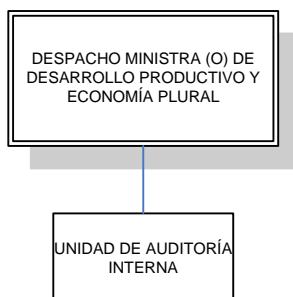 DESPACHO MINISTRA (O) DE
DESARROLLO PRODUCTIVO Y
ECONOMÍA PLURAL
UNIDAD DE AUDITORÍA
INTERNA